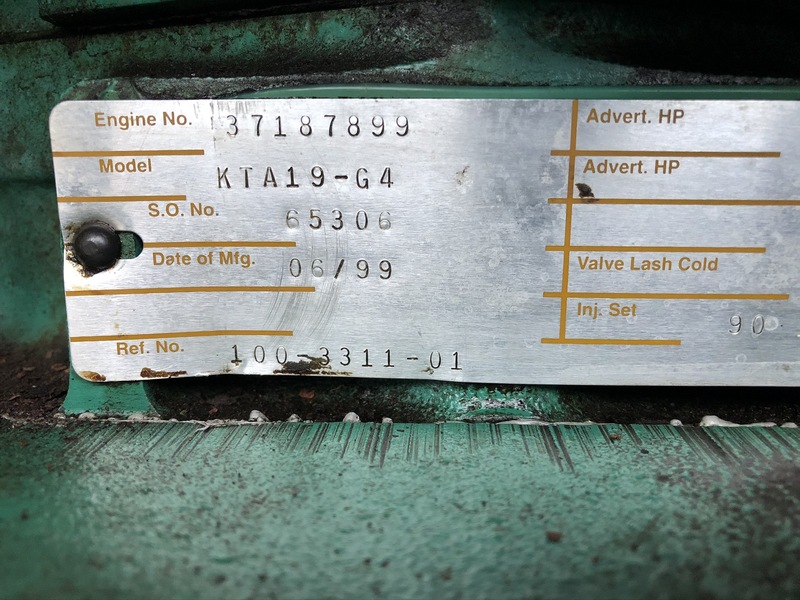 Engine No. 37187899
Model KTA19-G4
S.O. No. 65306
Date of Mfg. 06/99
Ref. No. 100-3311-01
Advert. HP
Advert. HP
Valve Lash Cold
Inj. Set 90